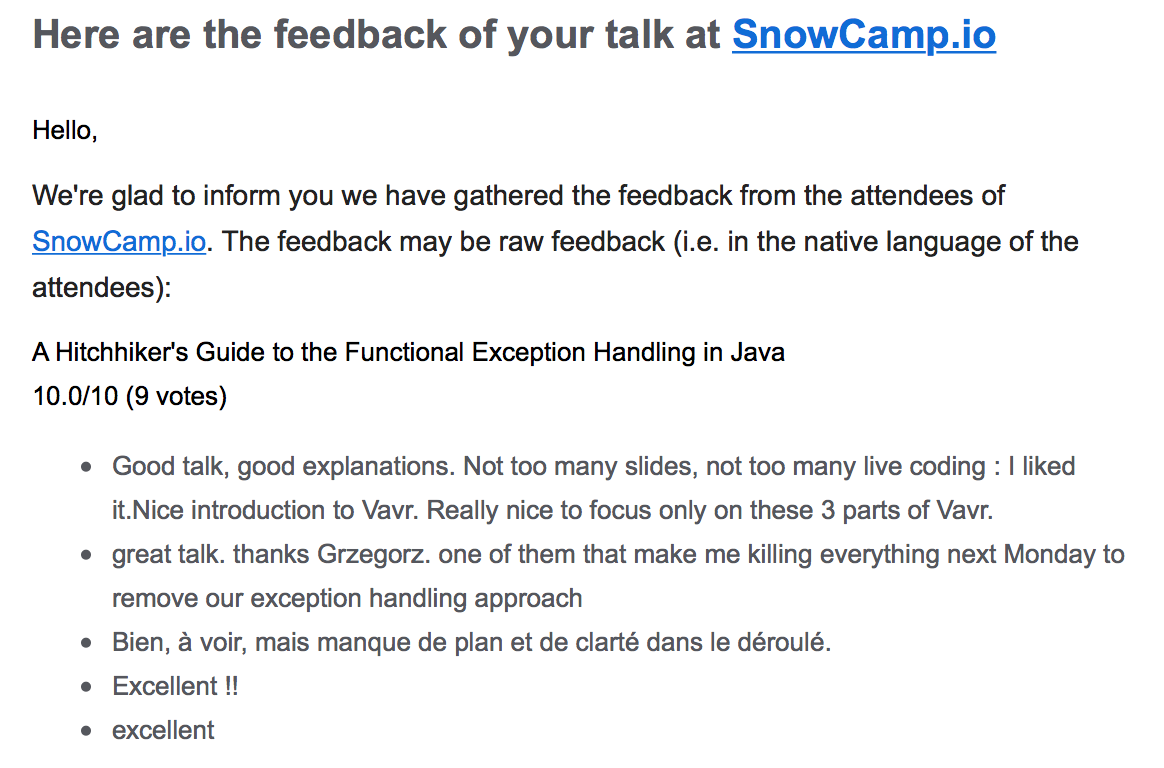 Here are the feedback of your talk at SnowCamp.io
Hello,
We're glad to inform you we have gathered the feedback from the attendees of
SnowCamp.io. The feedback may be raw feedback (i.e. in the native language of the
attendees):
A Hitchhiker's Guide to the Functional Exception Handling in Java
10.0/10 (9 votes)
• Good talk, good explanations. Not too many slides, not too many live coding : I liked
it.Nice introduction to Vavr. Really nice to focus only on these 3 parts of Vavr.
• great talk. thanks Grzegorz. one of them that make me killing everything next Monday to
remove our exception handling approach
• Bien, à voir, mais manque de plan et de clarté dans le déroulé.
• Excellent !!
• excellent